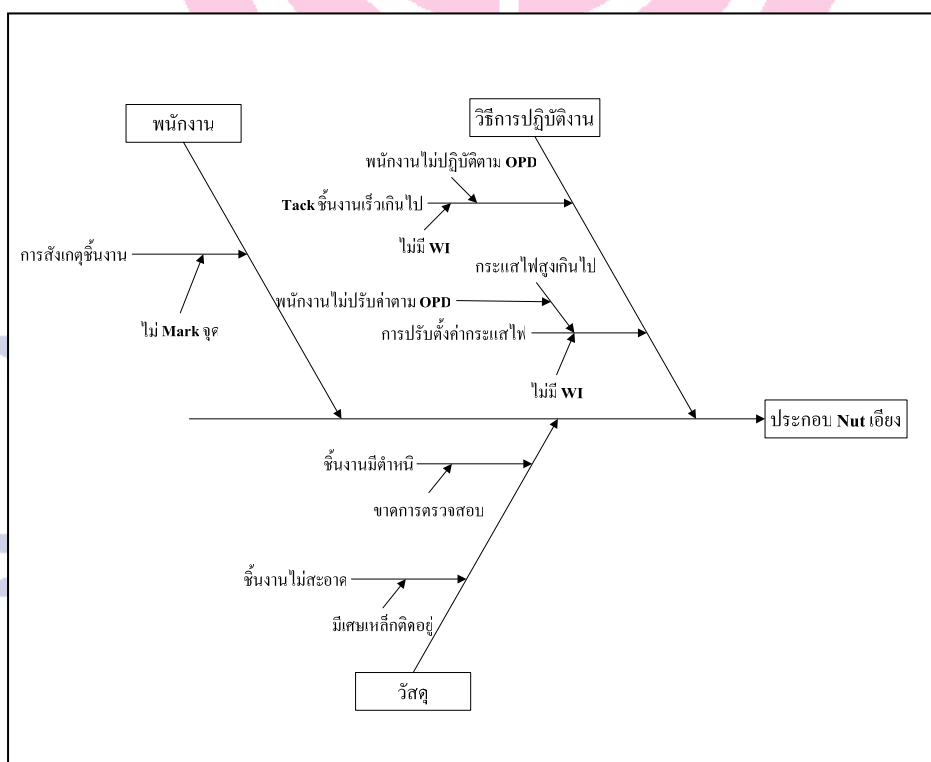 พนักงาน
วิธีการปฏิบัติงาน
พนักงานไม่ปฏิบัติตาม OPD
Tack ชิ้นงานเร็วเกินไป
ไม่มี WI
การสังเกตุชิ้นงาน
กระแสไฟสูงเกินไป
พนักงานไม่ปรับค่าตาม OPD
ไม่ Mark จุด
การปรับตั้งค่ากระแสไฟ
ไม่มี WI
ประกอบ Nut เอียง
ชิ้นงานมีตำหนิ
ขาดการตรวจสอบ
ชิ้นงานไม่สะอาด
มีเศษเหล็กติดอยู่
วัสดุ